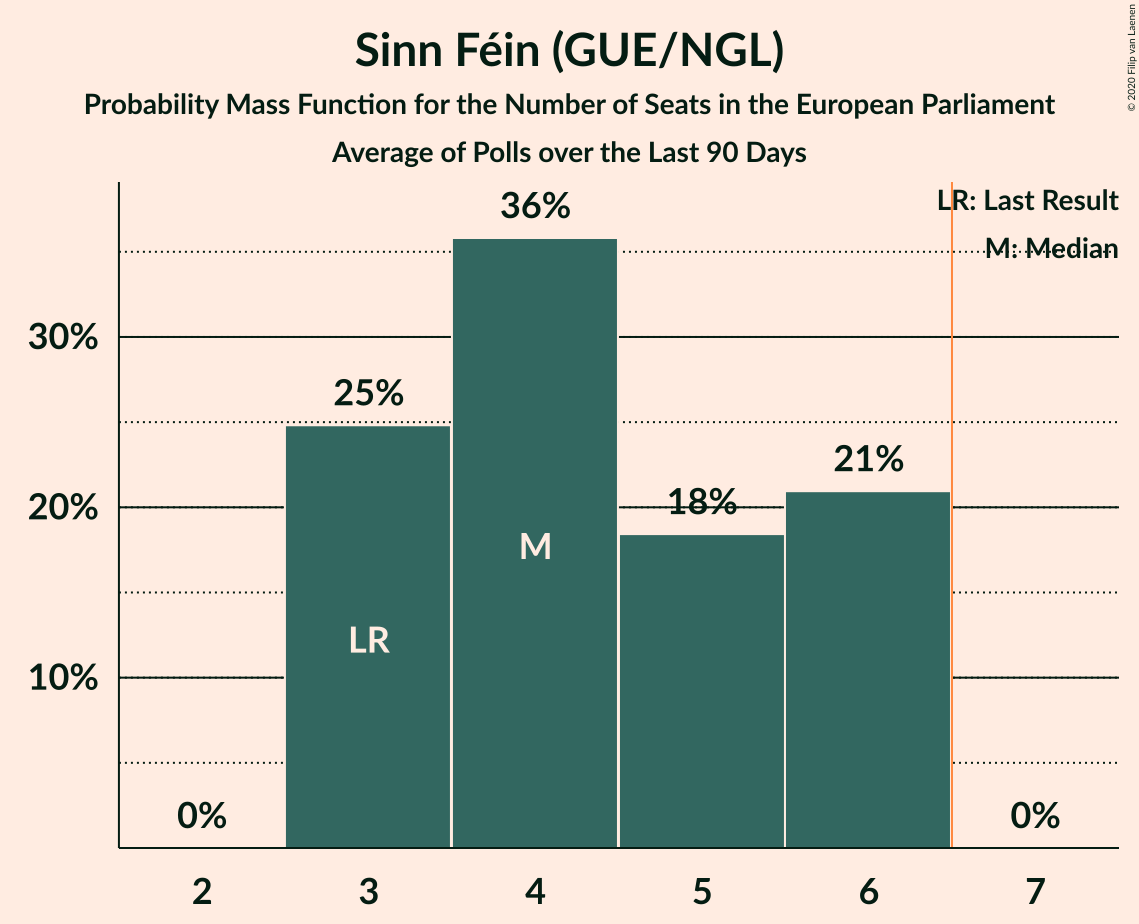 Sinn Féin (GUE/NGL)
Probability Mass Function for the Number of Seats in the European Parliament
Average of Polls over the Last 90 Days
© 2020 Filip van Laenen
LR: Last Result
M: Median
36%
30%
25%
21%
20%
18%
M
LR
10%
0%
0%
2
3
4
5
6
7